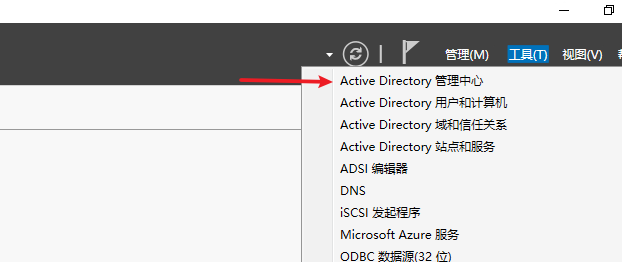 管理(M) 工具(T) 视图(V)
Active Directory 管理中心
Active Directory 用户和计算机
Active Directory 域和信任关系
Active Directory 站点和服务
ADSI 编辑器
DNS
iSCSI 发起程序
Microsoft Azure 服务
ODBC 数据源(32 位)